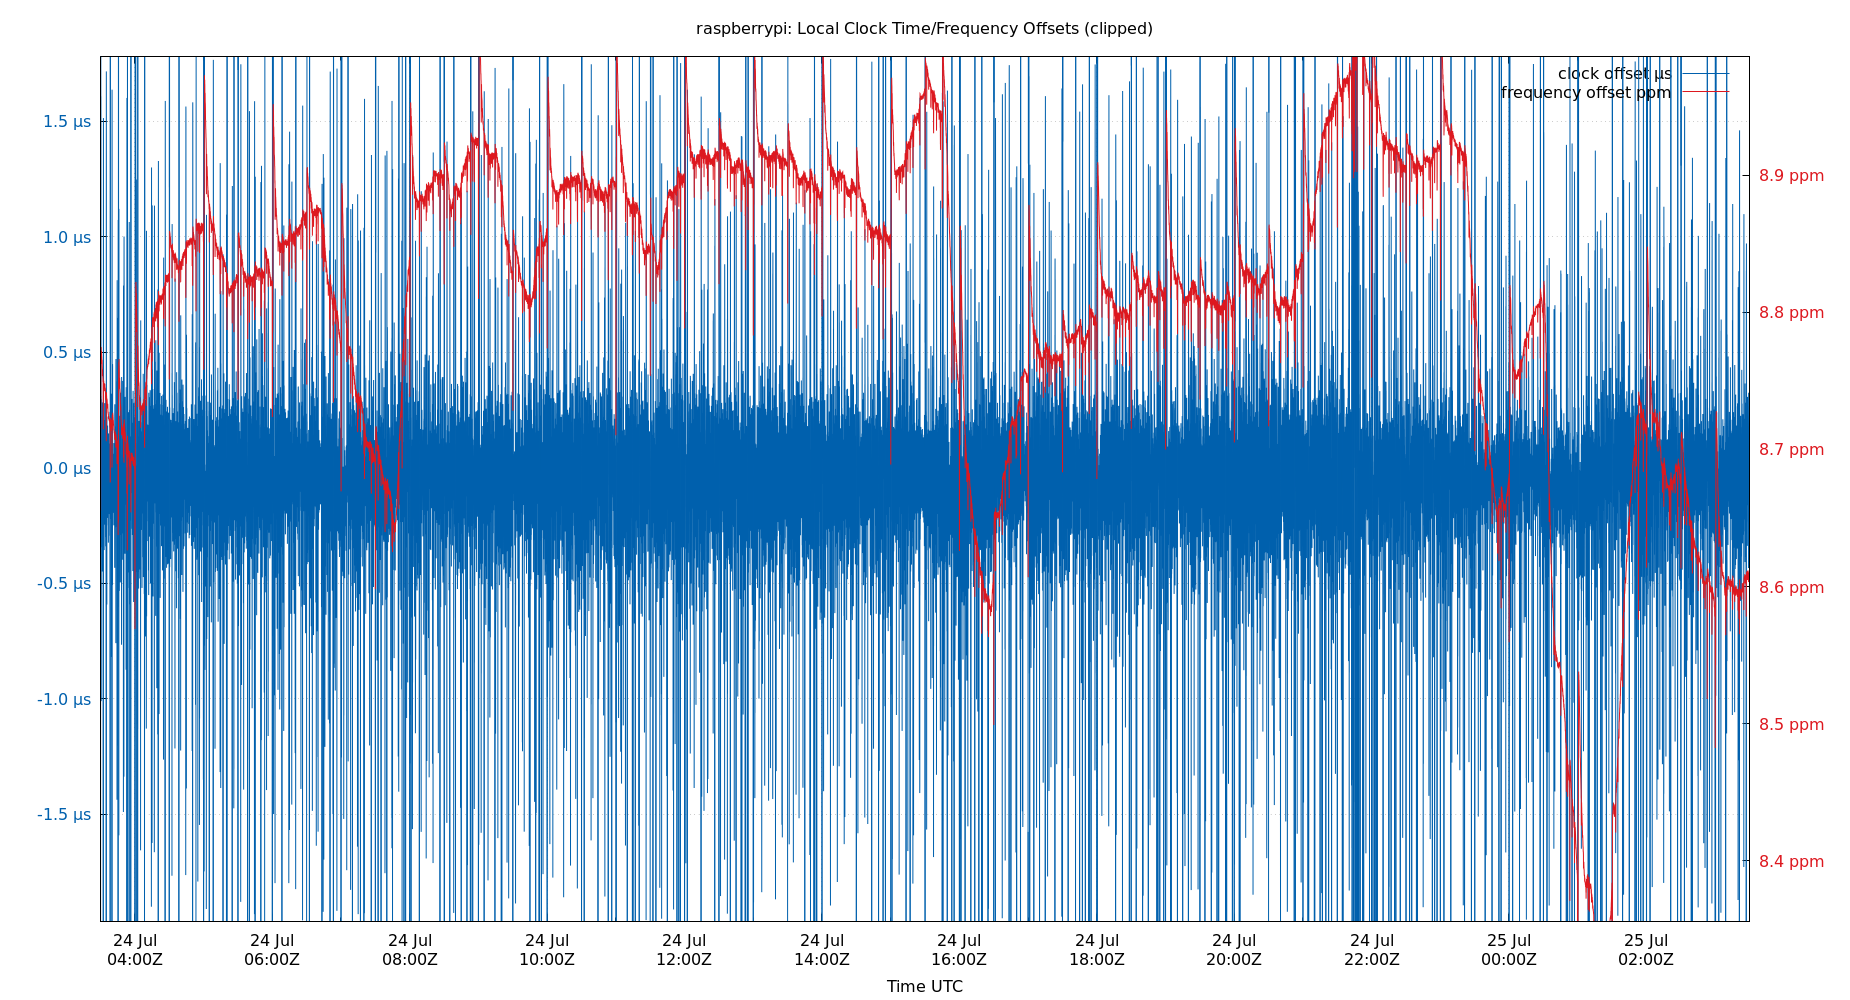 raspberrypi: Local Clock Time/Frequency Offsets (clipped)
clock offset µs
frequency offset ppm
1.5 µs
1.0 µs
0.5 µs
0.0 µs
-0.5 µs
-1.0 µs
-1.5 µs
8.9 ppm
8.8 ppm
8.7 ppm
8.6 ppm
8.5 ppm
8.4 ppm
24 Jul 24 Jul 24 Jul 24 Jul 24 Jul 24 Jul 24 Jul 24 Jul 24 Jul 24 Jul 25 Jul 25 Jul
04:00Z 06:00Z 08:00Z 10:00Z 12:00Z 14:00Z 16:00Z 18:00Z 20:00Z 22:00Z 00:00Z 02:00Z
Time UTC